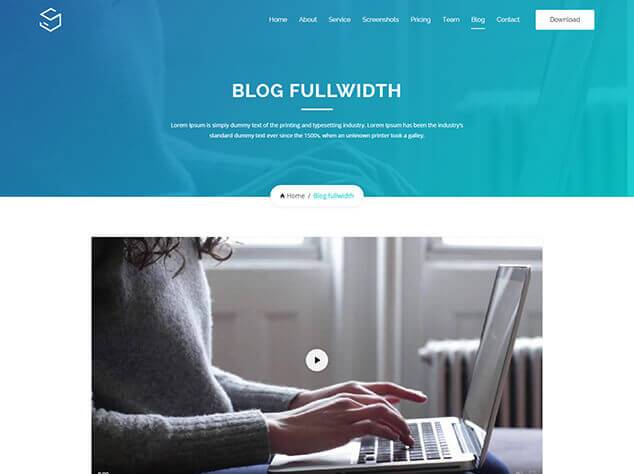 Home About Service Screenshots Pricing Team Blog Contact Download
BLOG FULLWIDTH
Lorem Ipsum is simply dummy text of the printing and typesetting industry. Lorem Ipsum has been the industry's
standard dummy text ever since the 1500s, when an unknown printer took a galley.
Home / Blog fullwidth